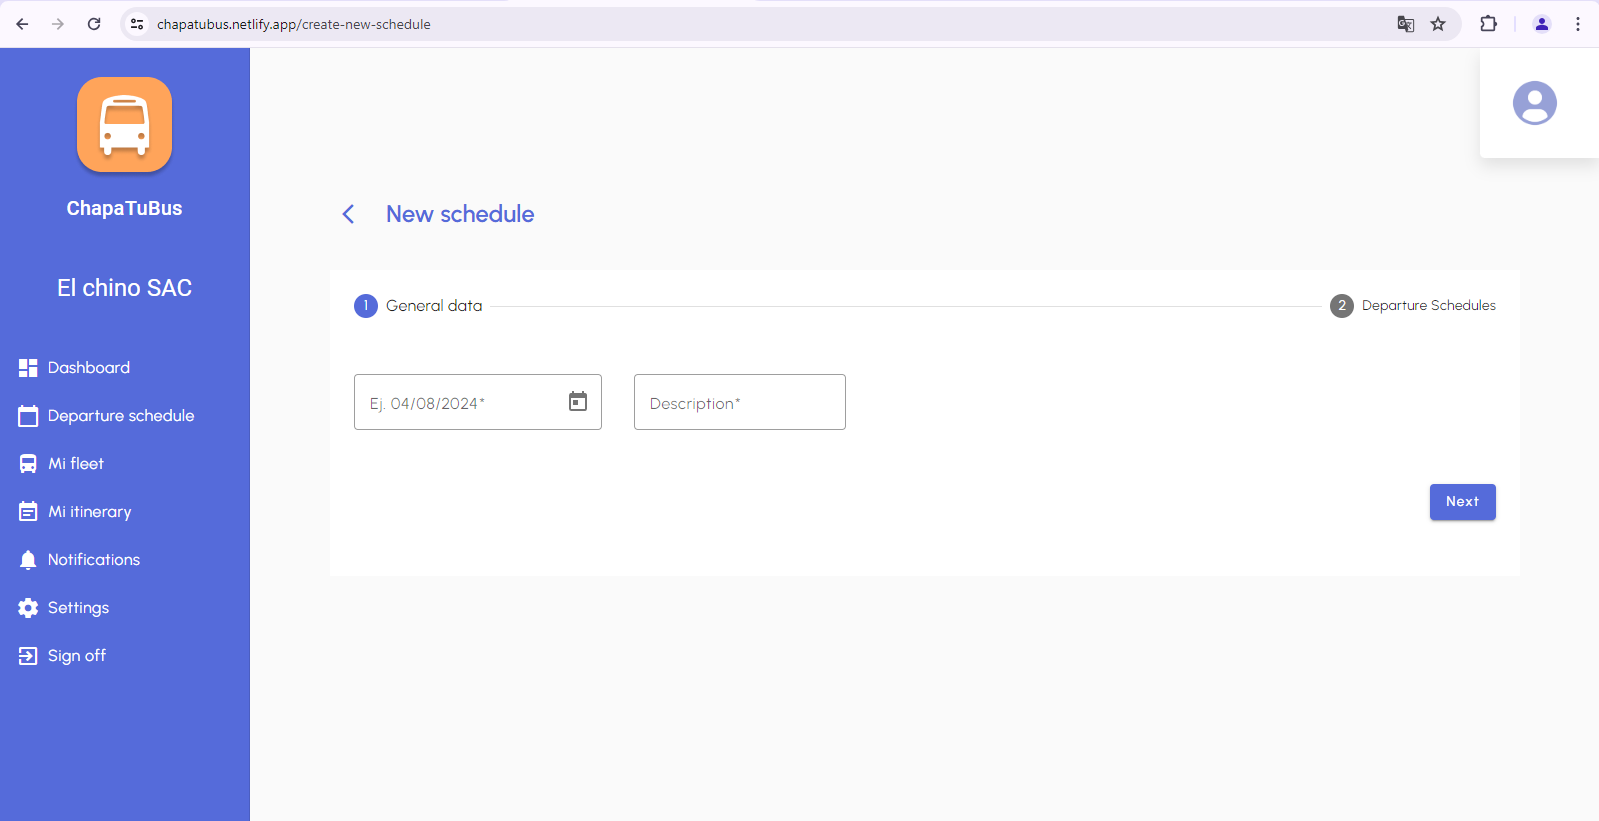 chapatubus.netlify.app/create-new-schedule
ChapaTuBus
El chino SAC
Dashboard
Departure schedule
Mi fleet
Mi itinerary
Notifications
Settings
Sign off
New schedule
1 General data
2 Departure Schedules
Ej. 04/08/2024*
Description*
Next